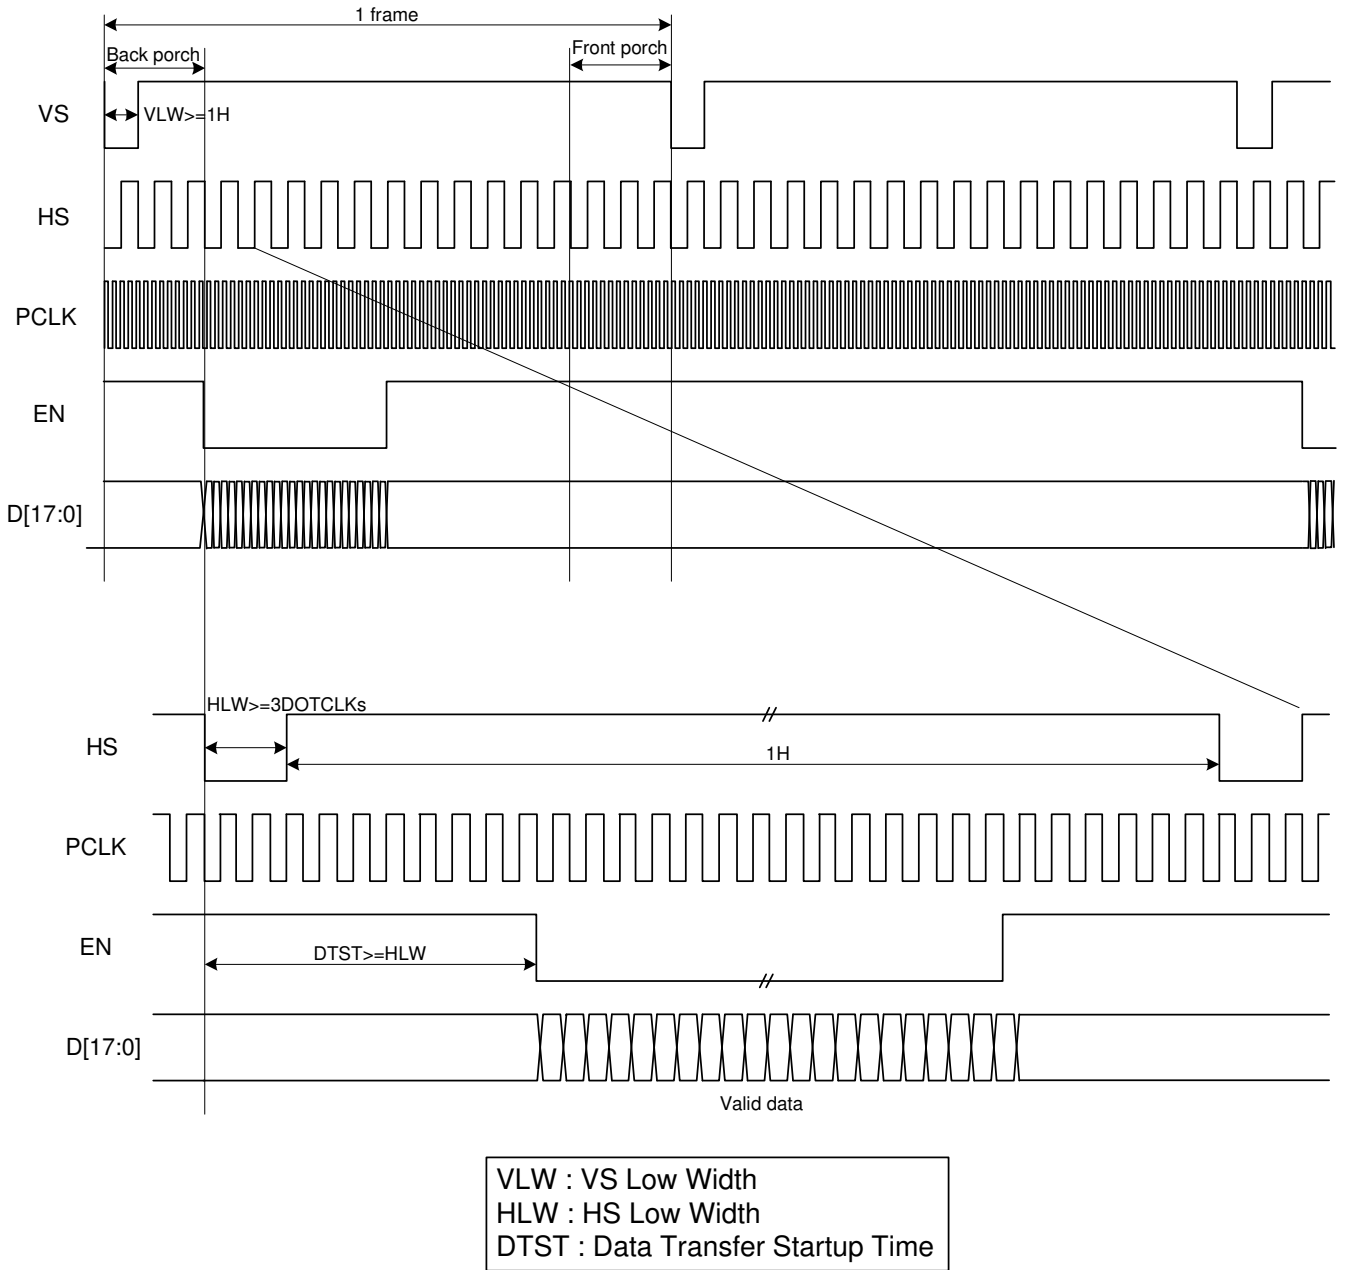 1 frame
Back porch
Front porch
VS
VLW>=1H
HS
PCLK
EN
D[17:0]
HLW>=3DOTCLKs
HS
1H
PCLK
EN
DTST>=HLW
D[17:0]
Valid data
VLW : VS Low Width
HLW : HS Low Width
DTST : Data Transfer Startup Time